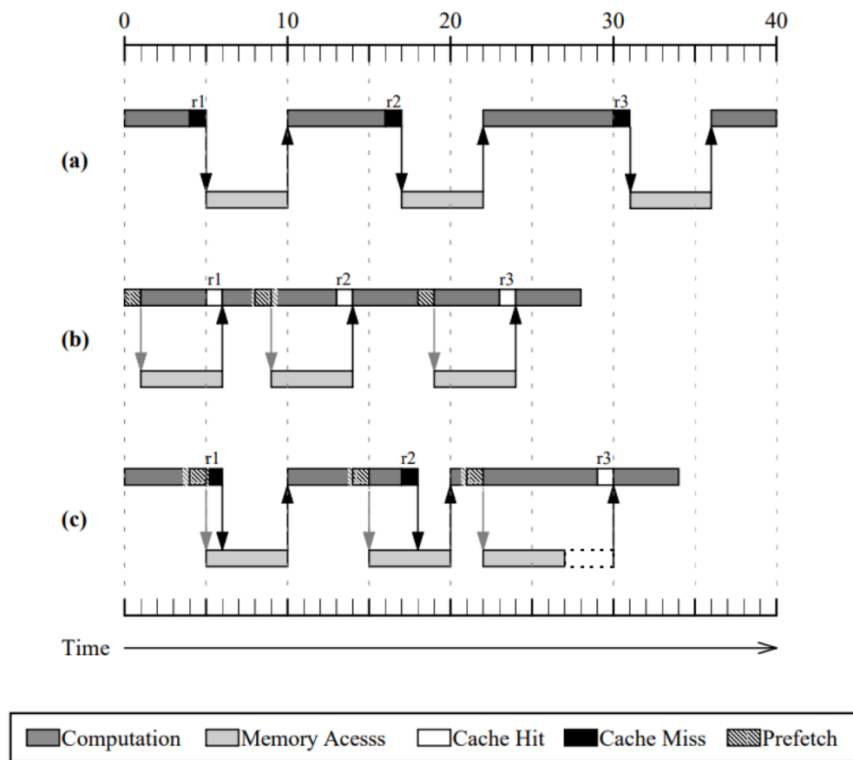 0 10 20 30 40
r1 r2 r3
(a)
r1 r2 r3
(b)
r1 r2 r3
(c)
Time
Computation Memory Acesss Cache Hit Cache Miss Prefetch